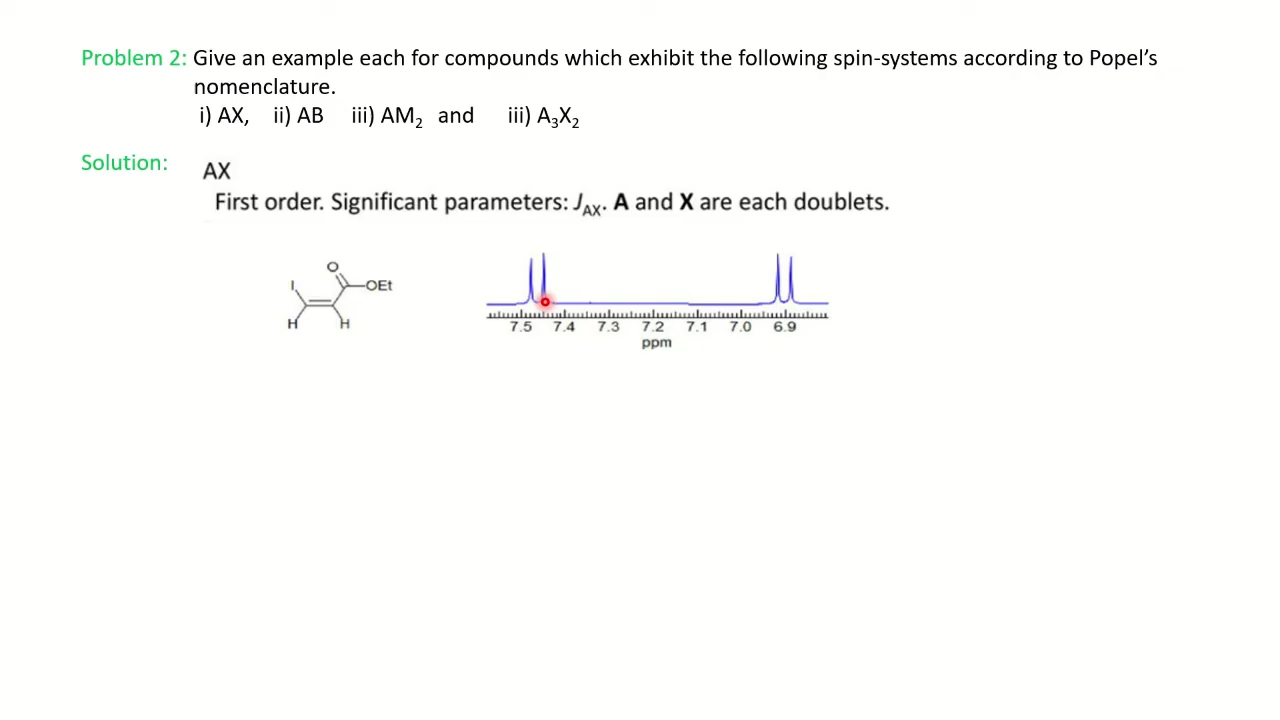 Problem 2: Give an example each for compounds which exhibit the following spin-systems according to Popel’s
nomenclature.
i) AX, ii) AB iii) AM₂ and iii) A₃X₂
Solution:
AX
First order. Significant parameters: J_AX. A and X are each doublets.
O
I OEt
H H
7.5 7.4 7.3 7.2 7.1 7.0 6.9
ppm